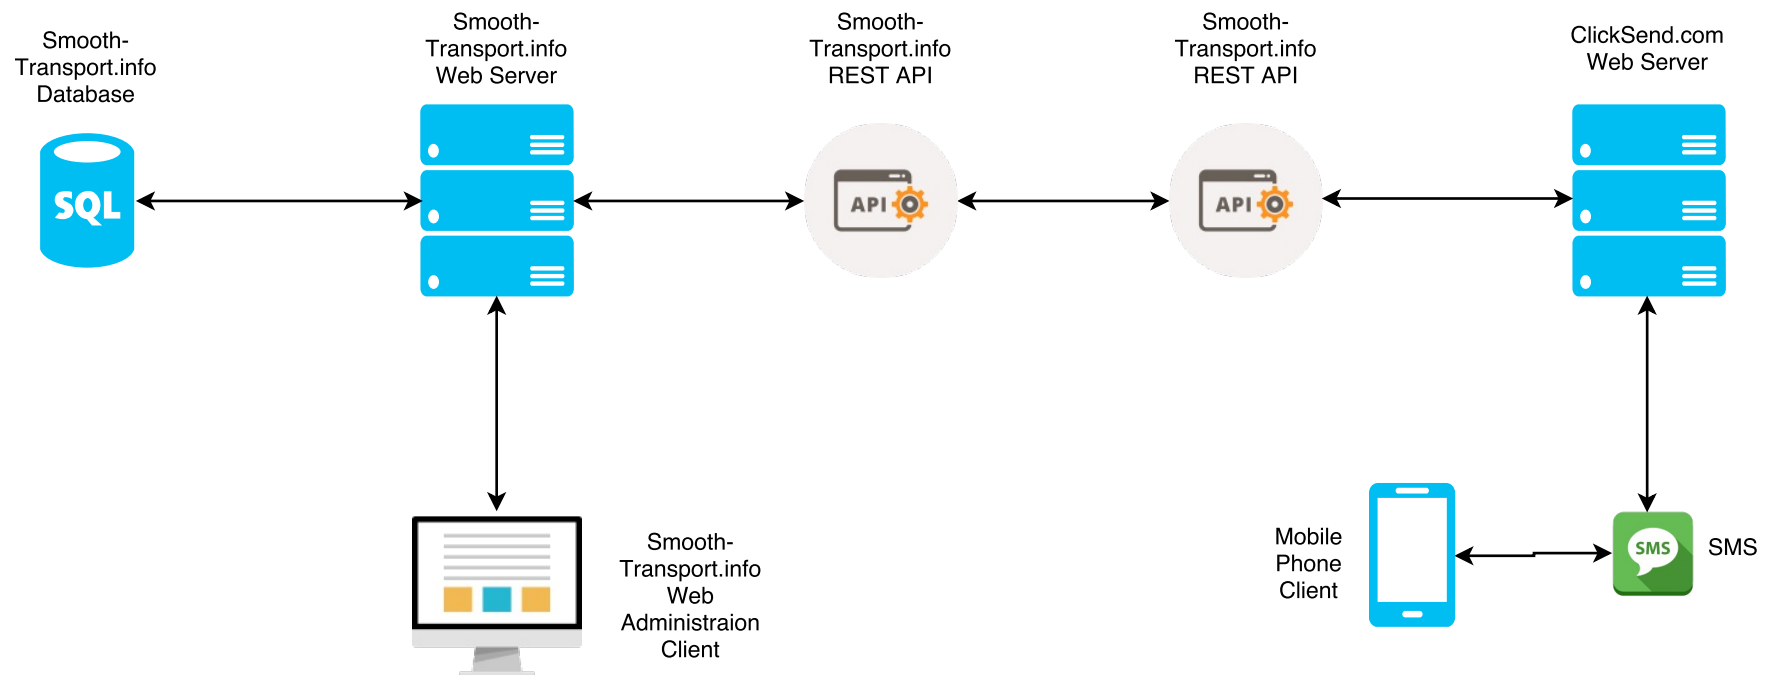 Smooth-
Transport.info
Database
Smooth-
Transport.info
Web Server
Smooth-
Transport.info
REST API
Smooth-
Transport.info
REST API
ClickSend.com
Web Server
SQL
API
API
Smooth-
Transport.info
Web
Administraion
Client
Mobile
Phone
Client
SMS
SMS